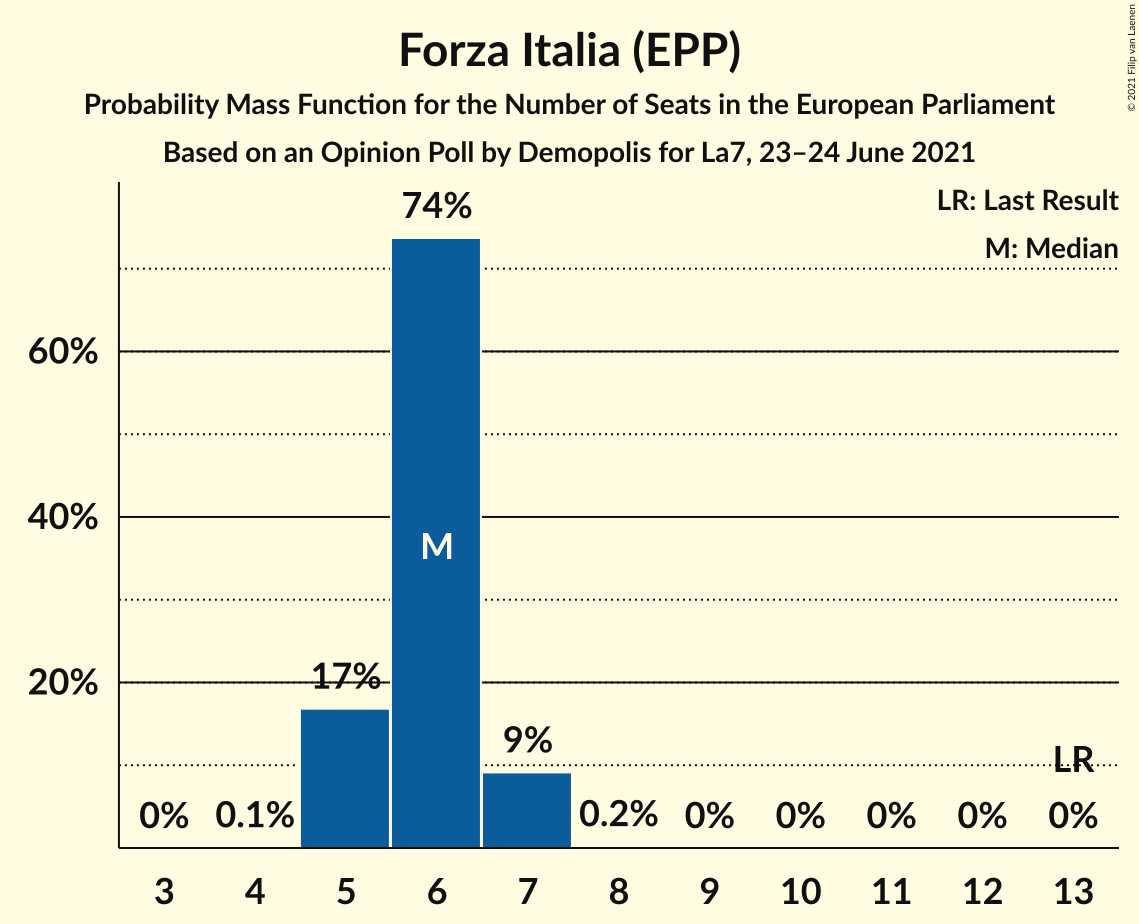 Forza Italia (EPP)
Probability Mass Function for the Number of Seats in the European Parliament
Based on an Opinion Poll by Demopolis for La7, 23–24 June 2021
© 2021 Filip van Laenen
LR: Last Result
M: Median
74%
60%
40%
M
20%
17%
9%
LR
0%
0.1%
0.2%
0%
0%
0%
0%
0%
3 4 5 6 7 8 9 10 11 12 13